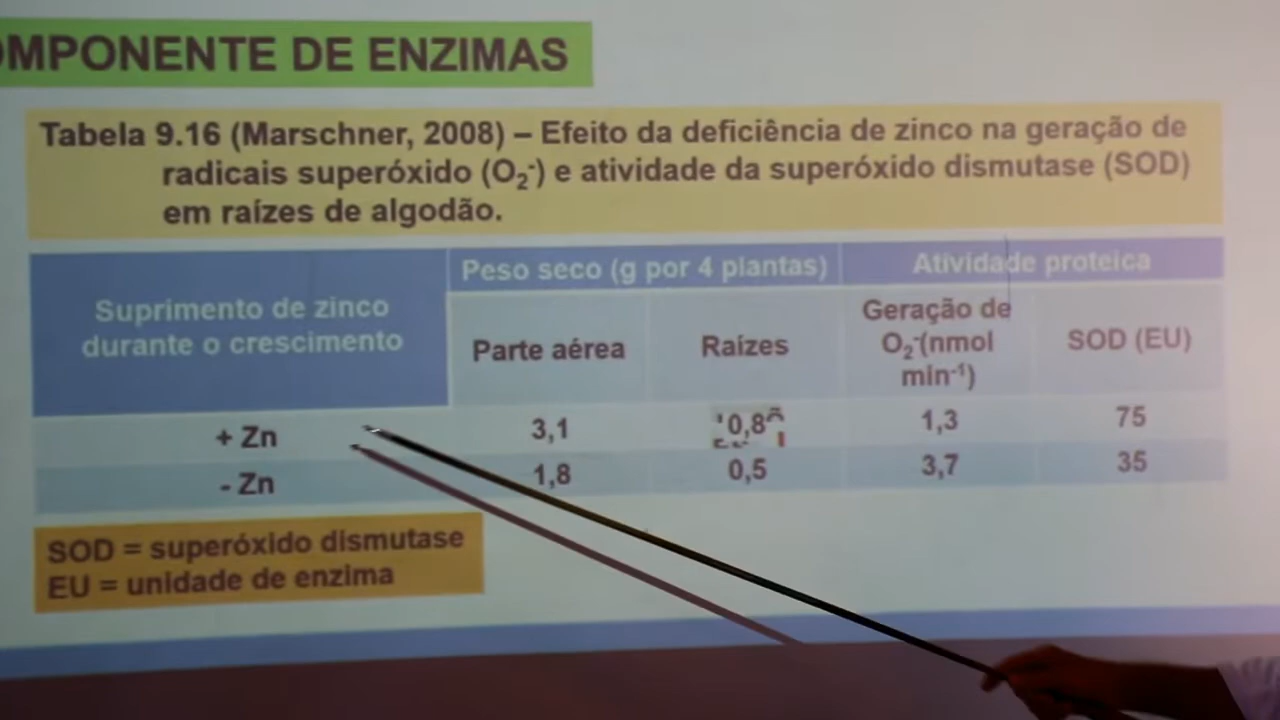 OMPONENTE DE ENZIMAS
Tabela 9.16 (Marschner, 2008) – Efeito da deficiência de zinco na geração de
radicais superóxido (O₂⁻) e atividade da superóxido dismutase (SOD)
em raízes de algodão.
Suprimento de zinco
durante o crescimento
Peso seco (g por 4 plantas)
Atividade proteica
Parte aérea
Raízes
Geração de
O₂⁻(nmol
min⁻¹)
SOD (EU)
+ Zn 3,1 0,8 1,3 75
- Zn 1,8 0,5 3,7 35
SOD = superóxido dismutase
EU = unidade de enzima